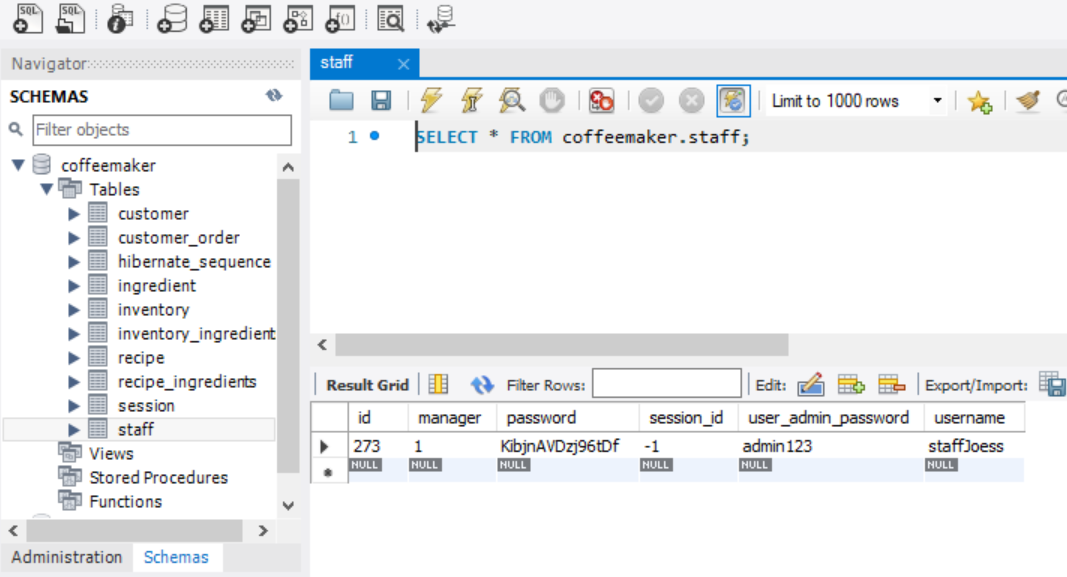 SQL SQL
Navigator
SCHEMAS
Filter objects
coffeemaker
Tables
customer
customer_order
hibernate_sequence
ingredient
inventory
inventory_ingredient
recipe
recipe_ingredients
session
staff
Views
Stored Procedures
Functions
Administration Schemas
staff
Limit to 1000 rows
1 SELECT * FROM coffeemaker.staff;
Result Grid Filter Rows: Edit: Export/Import:
id manager password session_id user_admin_password username
273 1 KibjnAVDzj96tDf -1 admin123 staffJoess
NULL NULL NULL NULL NULL NULL